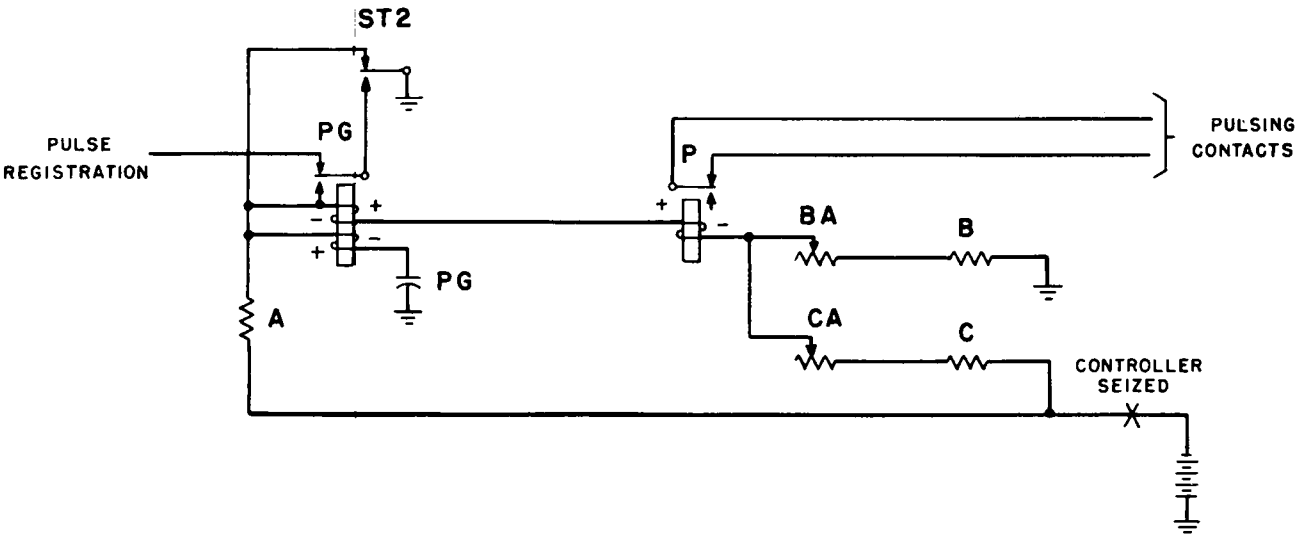 ST2
PG
PULSE
REGISTRATION
P
PULSING
CONTACTS
+
-
+
-
-
+
BA
B
PG
A
CA
C
CONTROLLER
SEIZED